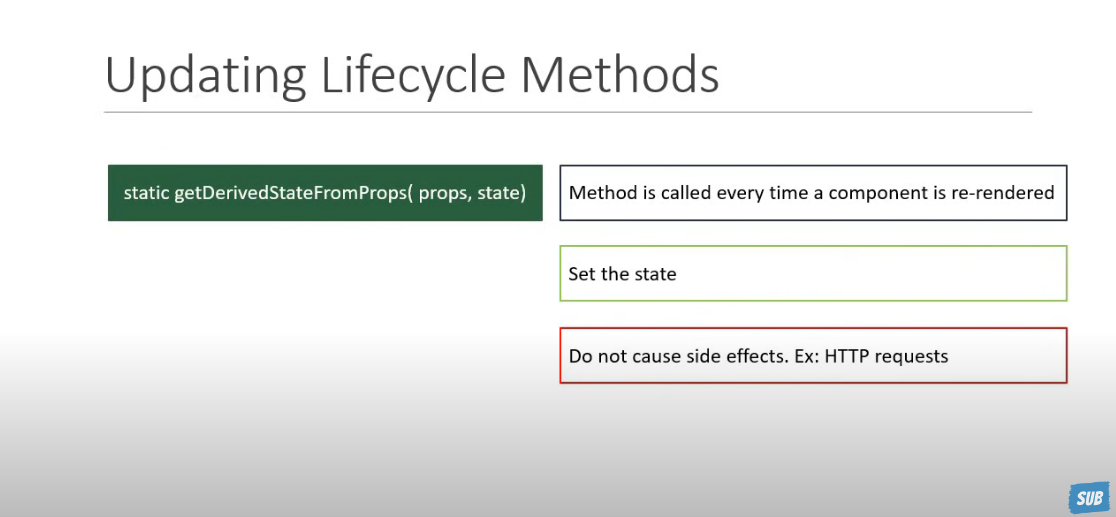 Updating Lifecycle Methods
static getDerivedStateFromProps( props, state)
Method is called every time a component is re-rendered
Set the state
Do not cause side effects. Ex: HTTP requests
SUB